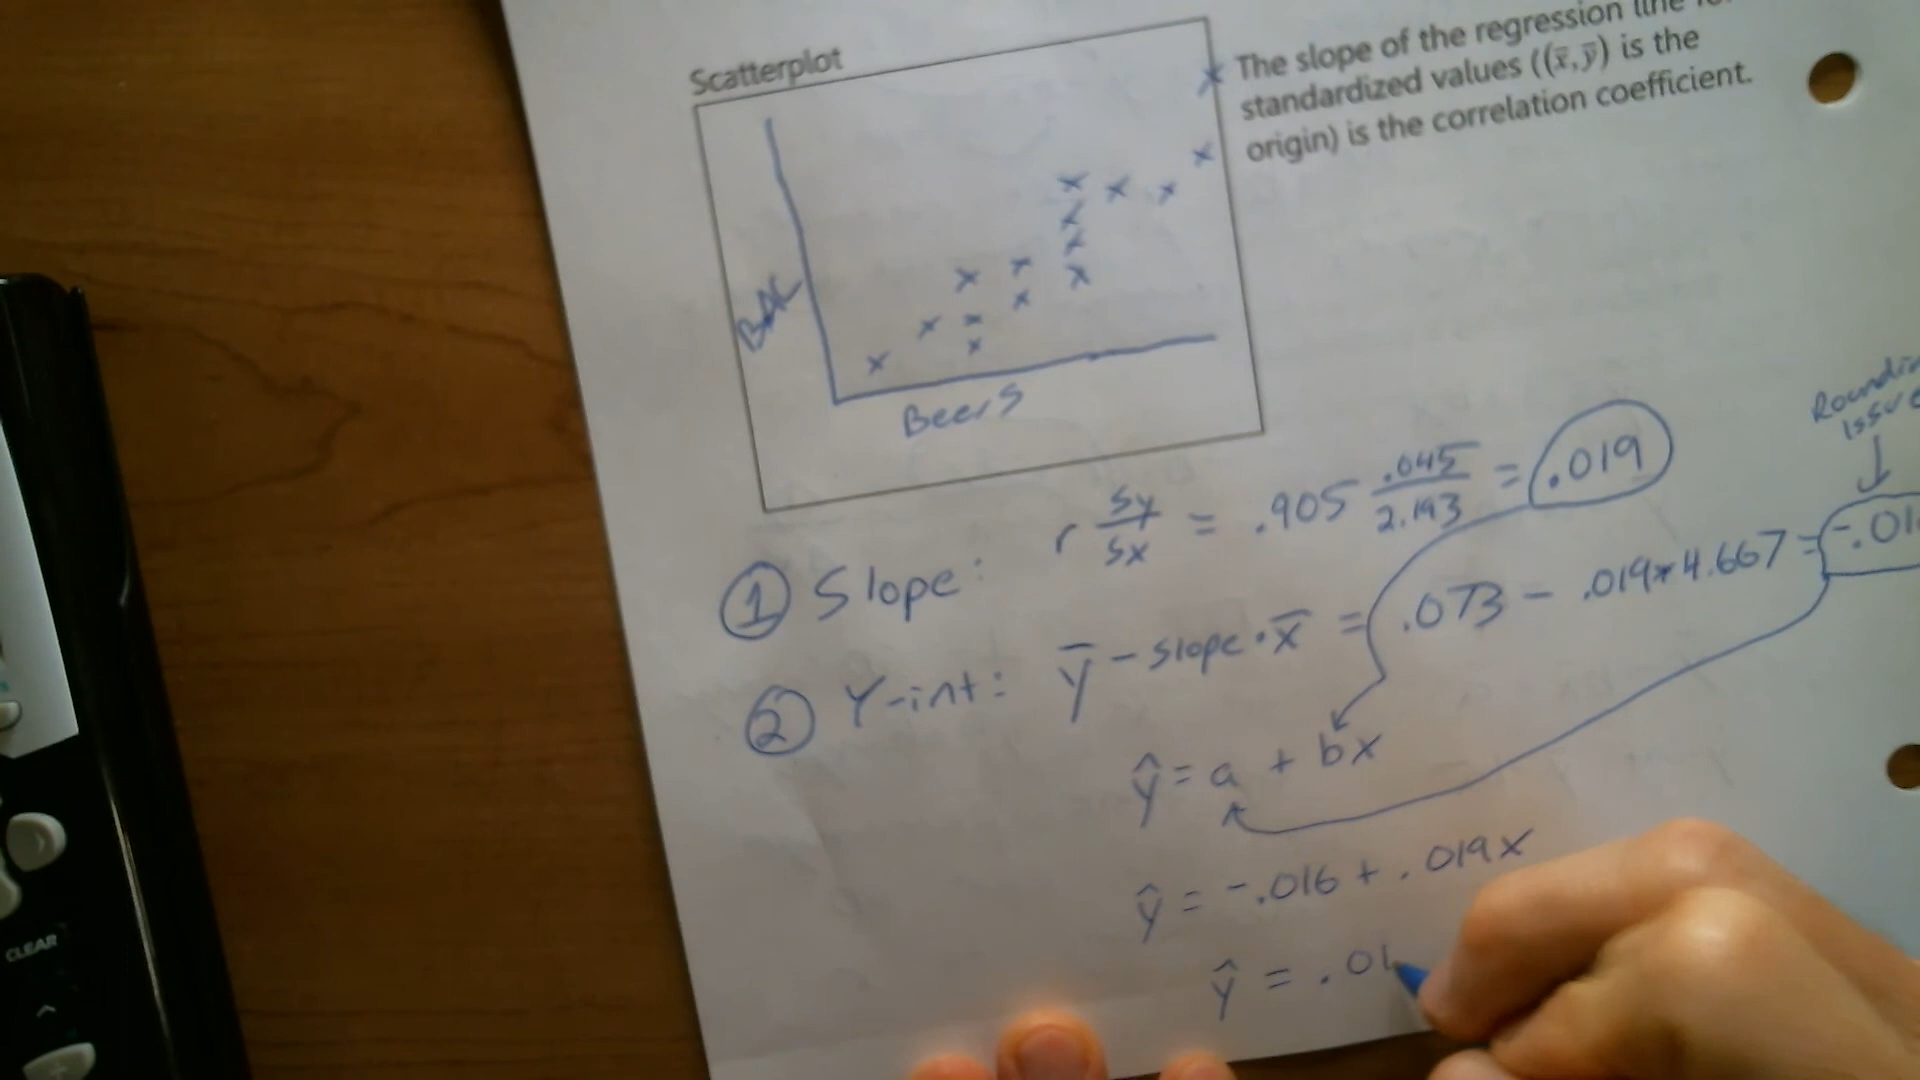 Scatterplot
The slope of the regression line
standardized values ((x̄,ȳ) is the
origin) is the correlation coefficient.
BAC
Beers
Rounding
Issue
① Slope: r sy/sx = .905 .045/2.193 = .019
② Y-int: ȳ - slope·x̄ = .073 - .019*4.667 = -.01
ŷ = a + bx
ŷ = -.016 + .019x
ŷ = .01
CLEAR